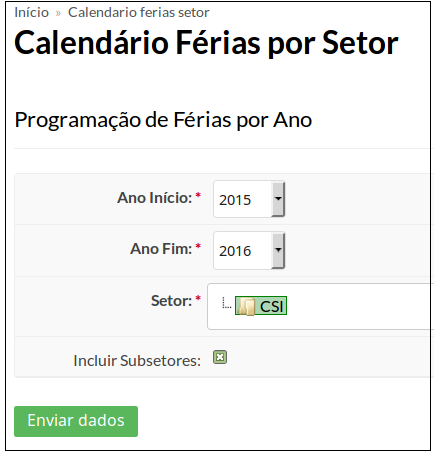 Início » Calendario ferias setor
Calendário Férias por Setor
Programação de Férias por Ano
Ano Início: * 2015
Ano Fim: * 2016
Setor: * CSI
Incluir Subsetores:
Enviar dados